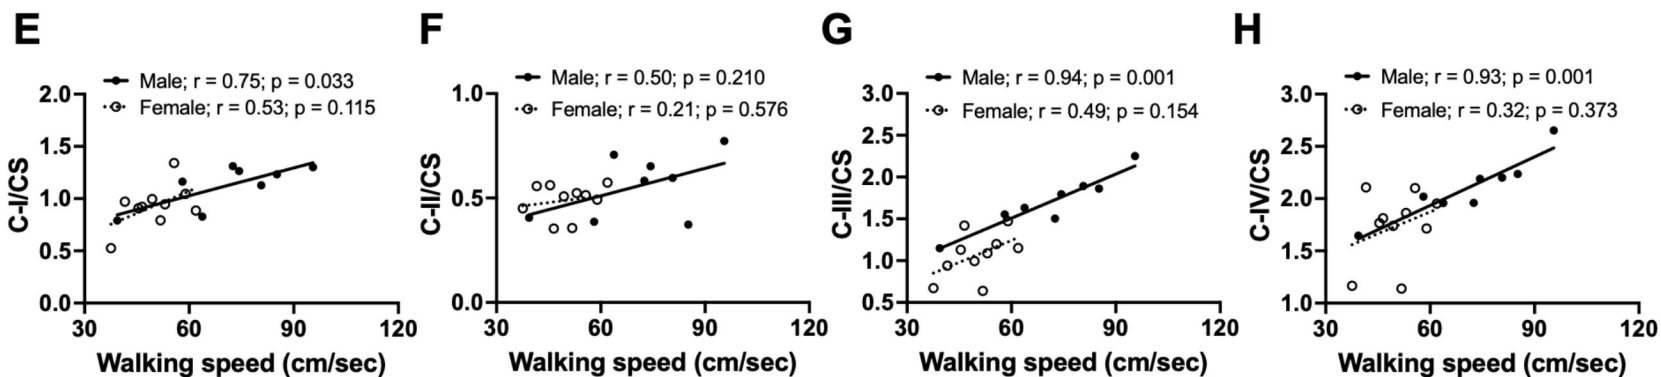 E
Male; r = 0.75; p = 0.033
Female; r = 0.53; p = 0.115
C-I/CS
2.0
1.5
1.0
0.5
0.0
30 60 90 120
Walking speed (cm/sec)
F
Male; r = 0.50; p = 0.210
Female; r = 0.21; p = 0.576
C-II/CS
1.0
0.5
0.0
30 60 90 120
Walking speed (cm/sec)
G
Male; r = 0.94; p = 0.001
Female; r = 0.49; p = 0.154
C-III/CS
3.0
2.5
2.0
1.5
1.0
0.5
30 60 90 120
Walking speed (cm/sec)
H
Male; r = 0.93; p = 0.001
Female; r = 0.32; p = 0.373
C-IV/CS
3.0
2.5
2.0
1.5
1.0
30 60 90 120
Walking speed (cm/sec)